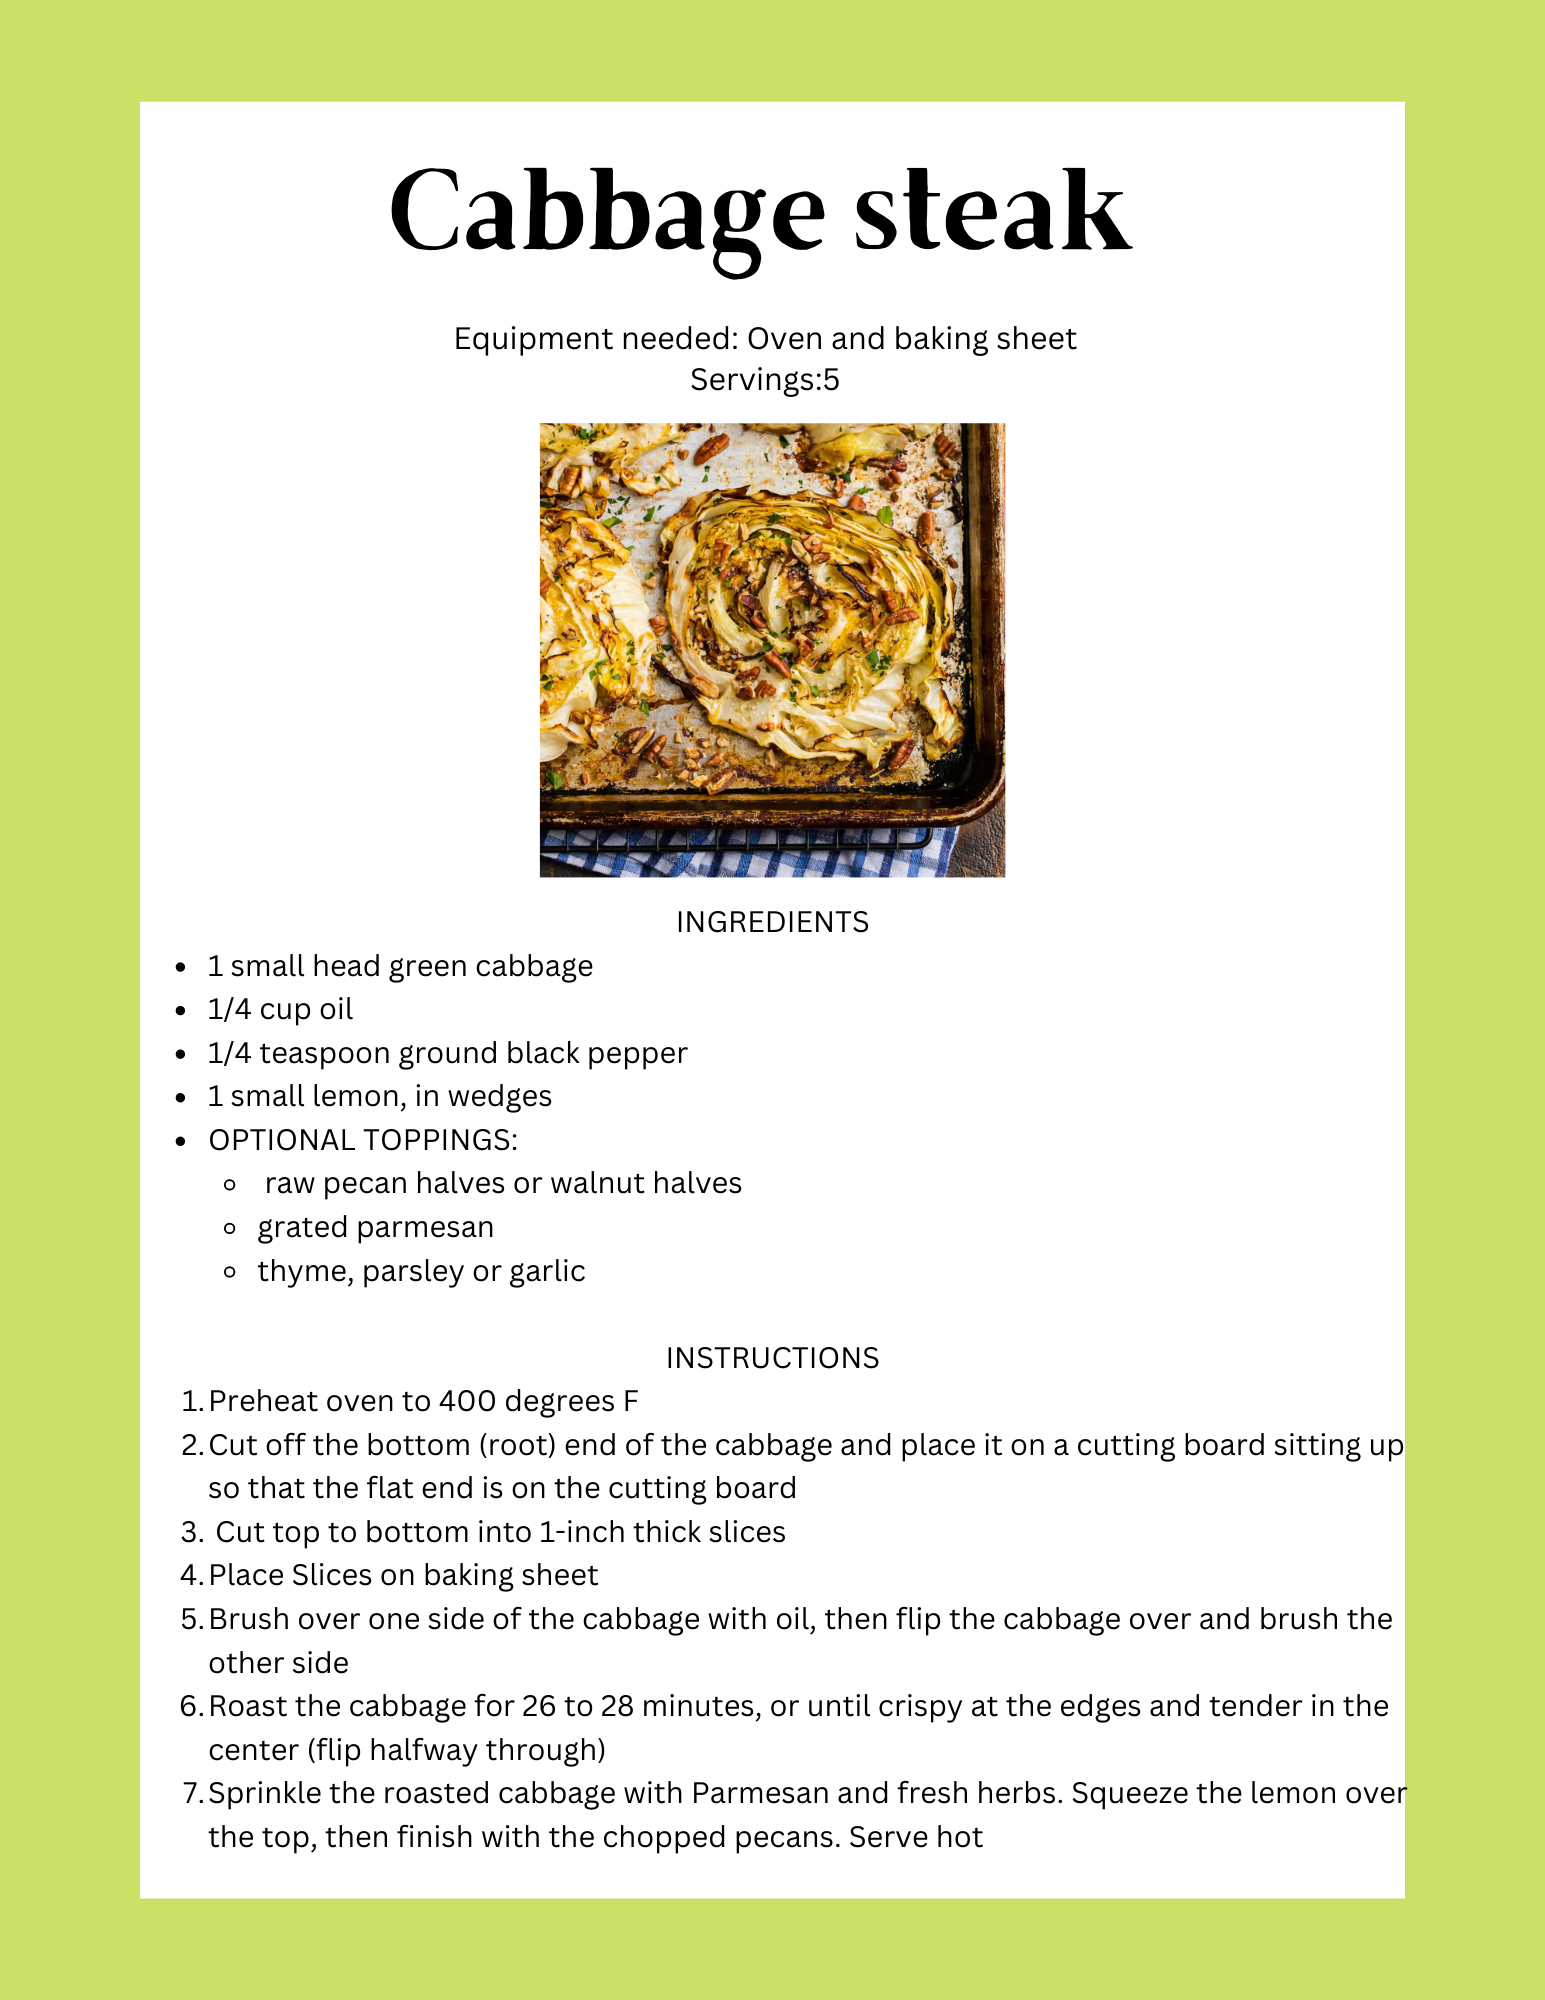 Cabbage steak
Equipment needed: Oven and baking sheet
Servings:5
INGREDIENTS
• 1 small head green cabbage
• 1/4 cup oil
• 1/4 teaspoon ground black pepper
• 1 small lemon, in wedges
• OPTIONAL TOPPINGS:
◦ raw pecan halves or walnut halves
◦ grated parmesan
◦ thyme, parsley or garlic
INSTRUCTIONS
1. Preheat oven to 400 degrees F
2. Cut off the bottom (root) end of the cabbage and place it on a cutting board sitting up
so that the flat end is on the cutting board
3. Cut top to bottom into 1-inch thick slices
4. Place Slices on baking sheet
5. Brush over one side of the cabbage with oil, then flip the cabbage over and brush the
other side
6. Roast the cabbage for 26 to 28 minutes, or until crispy at the edges and tender in the
center (flip halfway through)
7. Sprinkle the roasted cabbage with Parmesan and fresh herbs. Squeeze the lemon over
the top, then finish with the chopped pecans. Serve hot